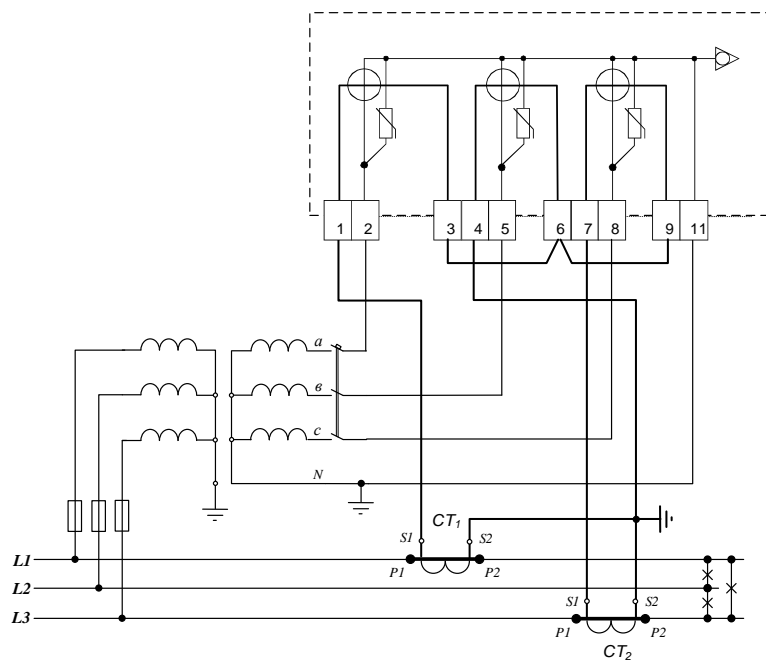 1 2 3 4 5 6 7 8 9 11
а
в
с
N
CT₁
S1 S2
L1
P1 P2
L2
S1 S2
L3
P1 P2
CT₂